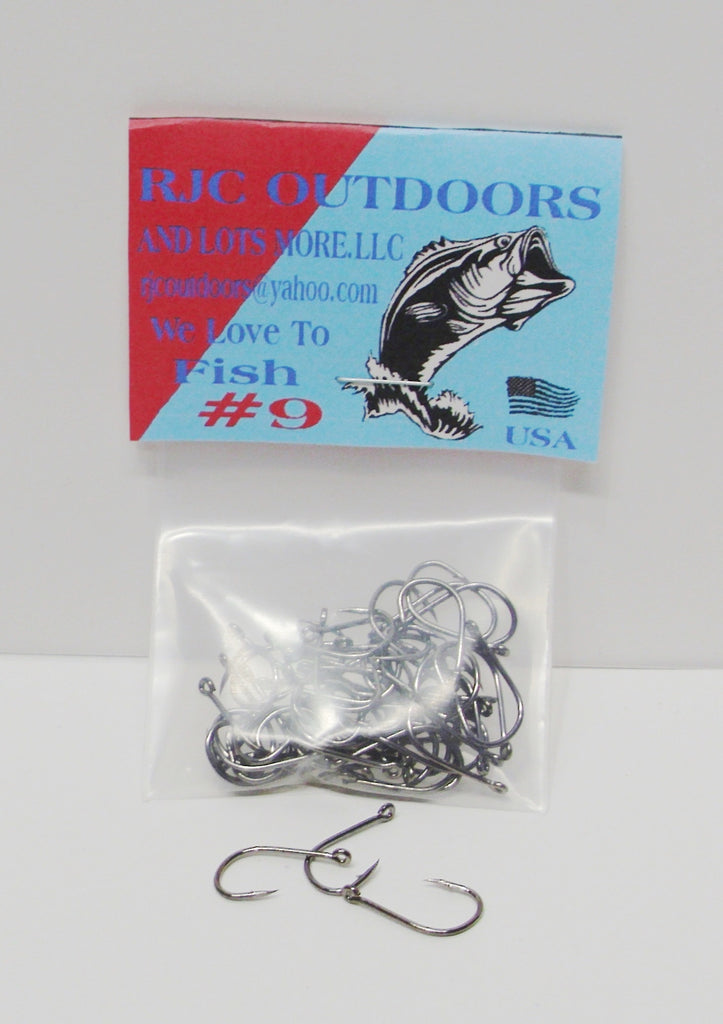 RJC OUTDOORS
AND LOTS MORE.LLC
rjcoutdoors@yahoo.com
We Love To
Fish
#9
USA